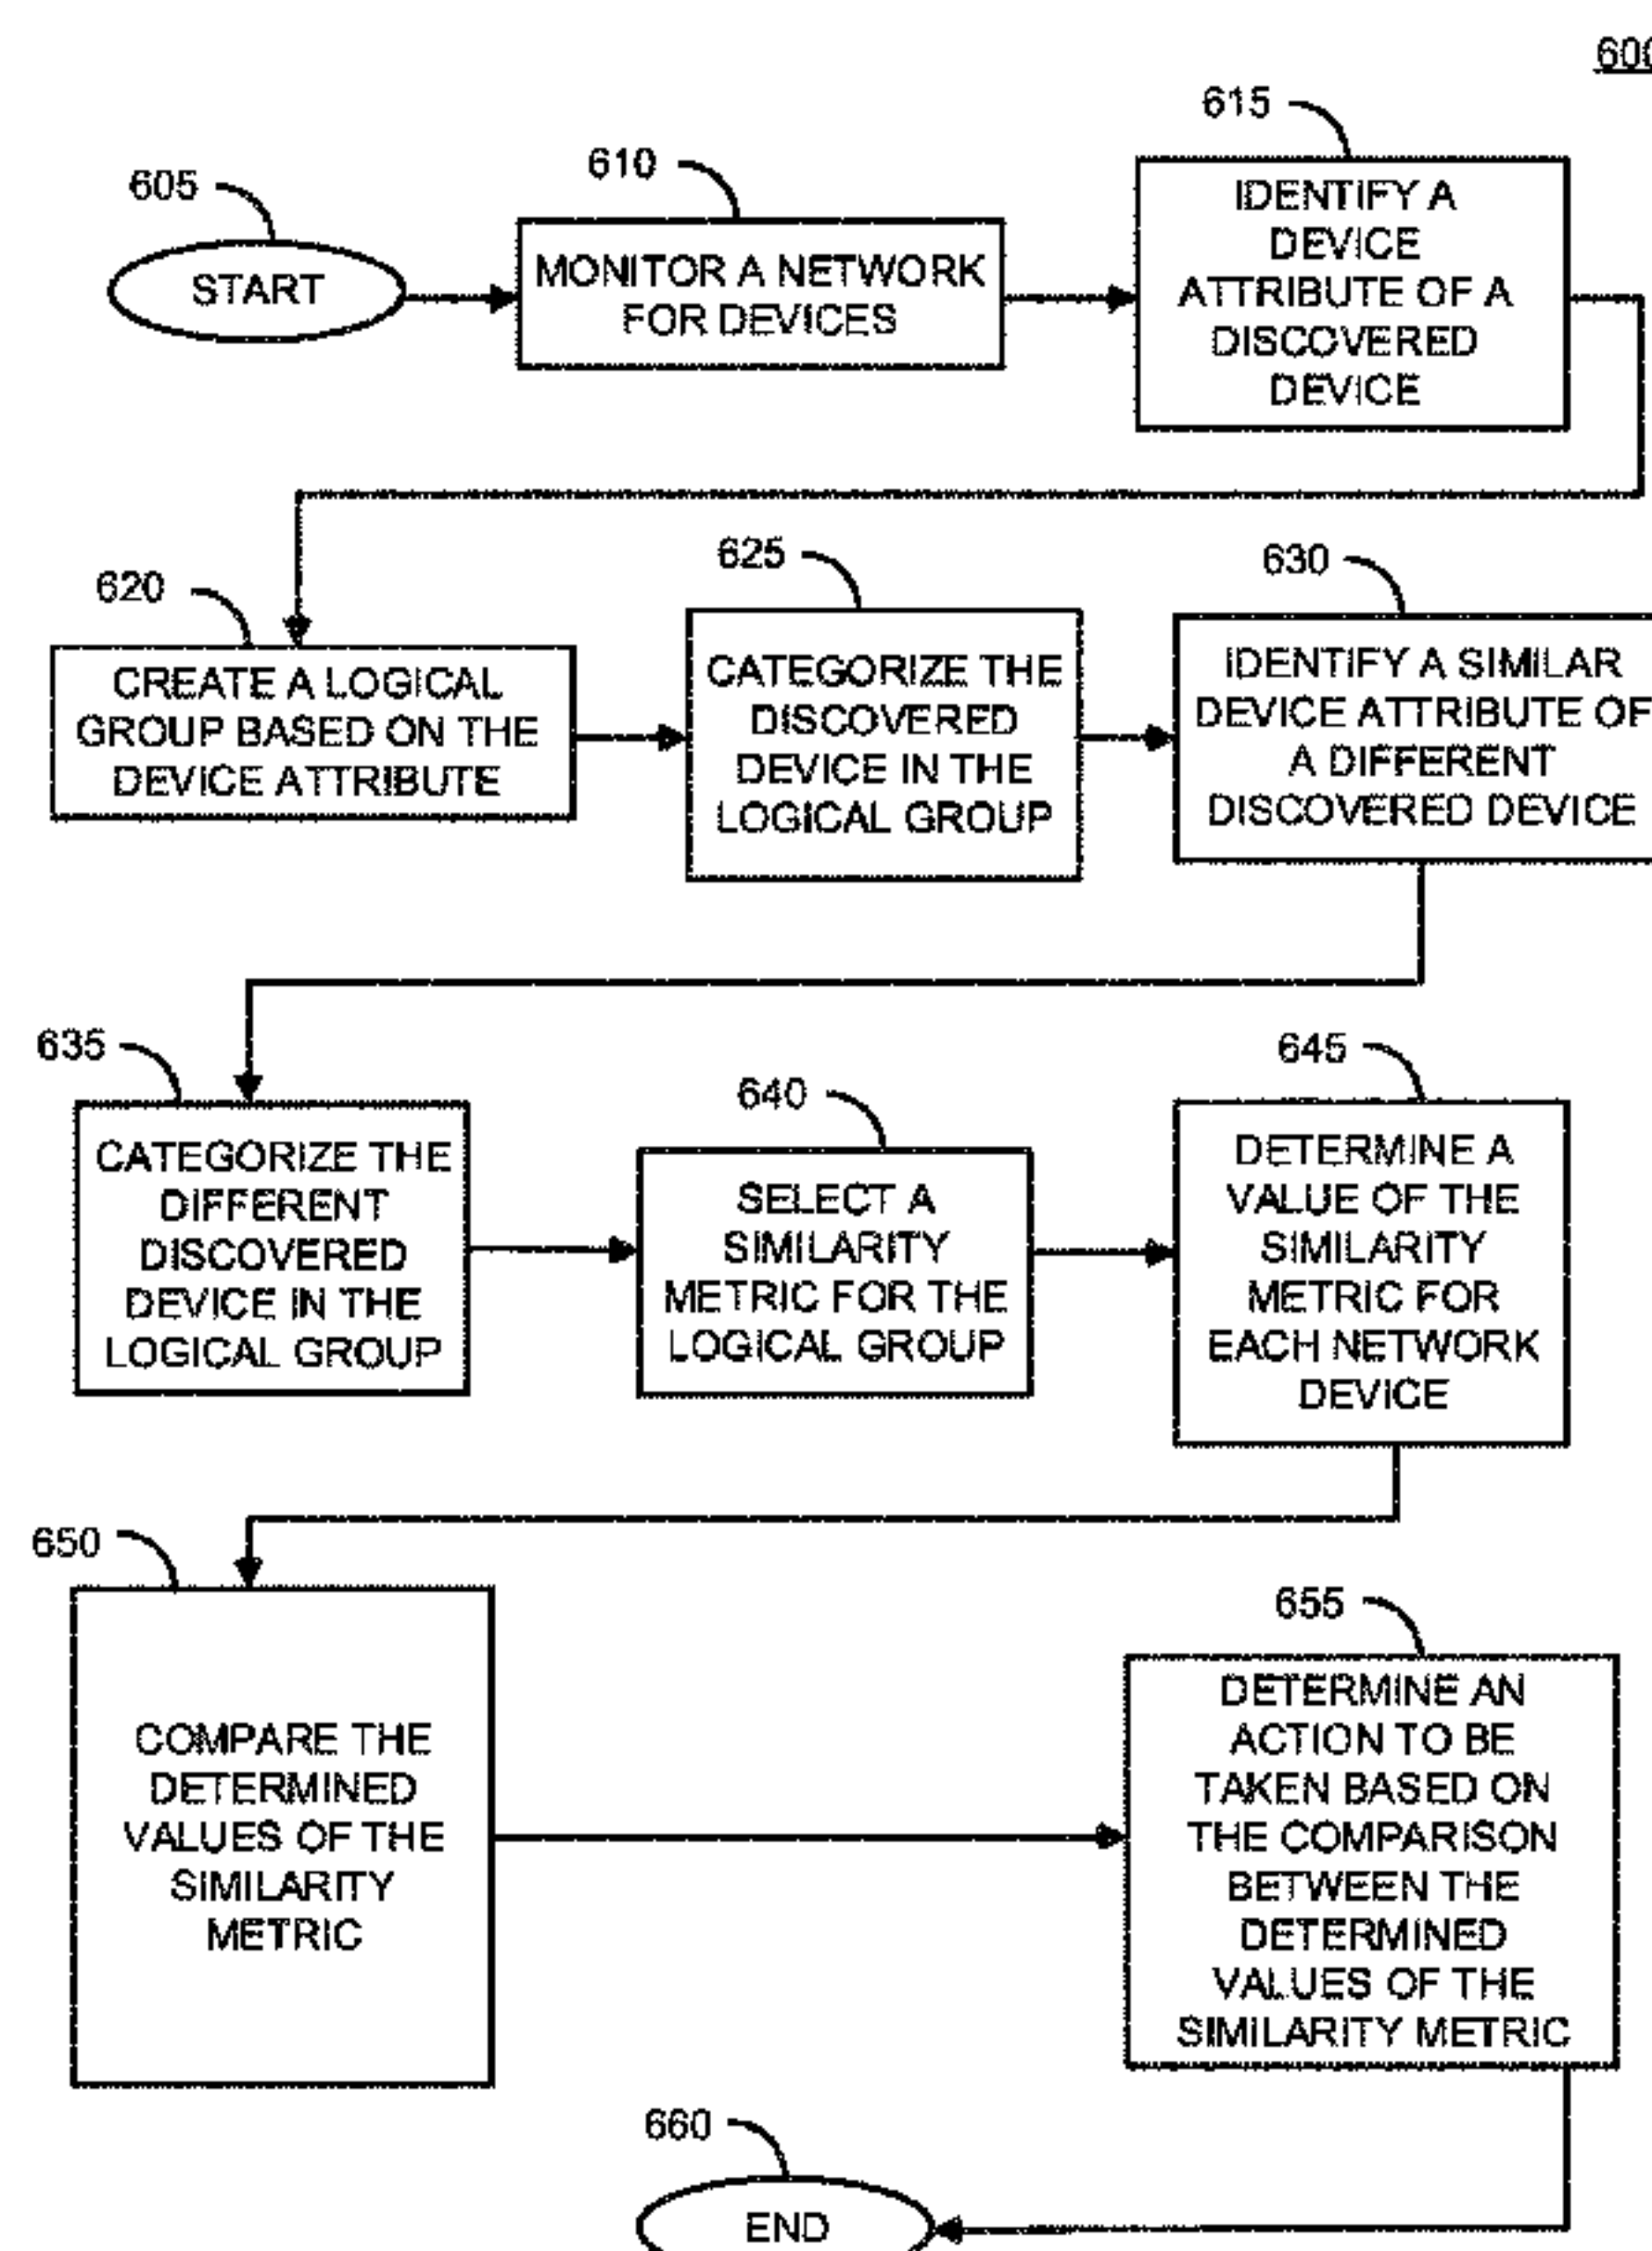 600
605
START
610
MONITOR A NETWORK
FOR DEVICES
615
IDENTIFY A
DEVICE
ATTRIBUTE OF A
DISCOVERED
DEVICE
620
CREATE A LOGICAL
GROUP BASED ON THE
DEVICE ATTRIBUTE
625
CATEGORIZE THE
DISCOVERED
DEVICE IN THE
LOGICAL GROUP
630
IDENTIFY A SIMILAR
DEVICE ATTRIBUTE OF
A DIFFERENT
DISCOVERED DEVICE
635
CATEGORIZE THE
DIFFERENT
DISCOVERED
DEVICE IN THE
LOGICAL GROUP
640
SELECT A
SIMILARITY
METRIC FOR THE
LOGICAL GROUP
645
DETERMINE A
VALUE OF THE
SIMILARITY
METRIC FOR
EACH NETWORK
DEVICE
650
COMPARE THE
DETERMINED
VALUES OF THE
SIMILARITY
METRIC
655
DETERMINE AN
ACTION TO BE
TAKEN BASED ON
THE COMPARISON
BETWEEN THE
DETERMINED
VALUES OF THE
SIMILARITY METRIC
660
END